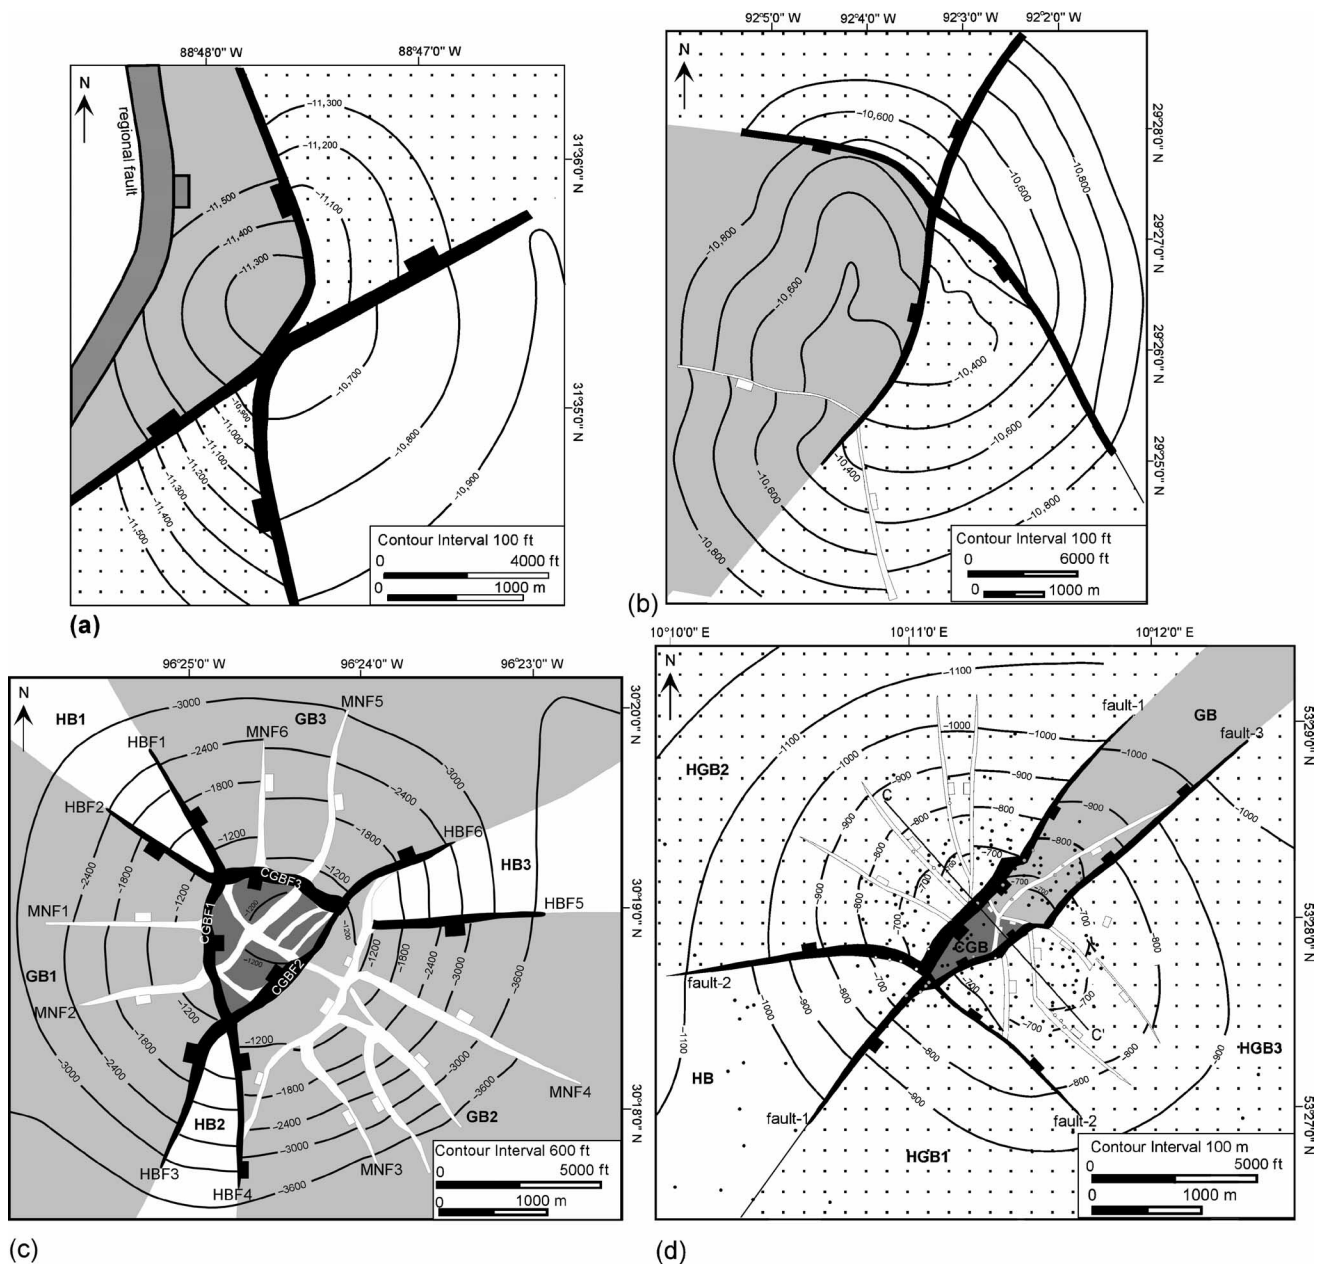 88°48'0" W
88°47'0" W
N
regional fault
31°36'0" N
31°35'0" N
−11,300
−11,200
−11,100
−11,500
−11,400
−11,300
−10,700
−10,800
−10,900
−10,900
−11,000
−11,100
−11,200
−11,300
−11,400
−11,500
Contour Interval 100 ft
0 4000 ft
0 1000 m
(a)
92°5'0" W
92°4'0" W
92°3'0" W
92°2'0" W
N
29°28'0" N
29°27'0" N
29°26'0" N
29°25'0" N
−10,600
−10,800
−10,600
−10,800
−10,600
−10,400
−10,600
−10,400
−10,600
−10,800
−10,800
Contour Interval 100 ft
0 6000 ft
0 1000 m
(b)
96°25'0" W
96°24'0" W
96°23'0" W
N
30°20'0" N
30°19'0" N
30°18'0" N
HB1
GB3
MNF5
MNF6
HBF1
HBF2
HBF6
HB3
HBF5
CGBF3
CGBF1
CGBF2
MNF1
GB1
MNF2
HB2
HBF3
HBF4
MNF3
GB2
MNF4
−3000
−2400
−1800
−1200
−3000
−2400
−1800
−1200
−2400
−1800
−1200
−1200
−1200
−1200
−1200
−1800
−2400
−3000
−3600
−1200
−1800
−2400
−3000
−1200
−1800
−2400
−3000
−3600
−3000
−3600
Contour Interval 600 ft
0 5000 ft
0 1000 m
(c)
10°10'0" E
10°11'0" E
10°12'0" E
N
53°29'0" N
53°28'0" N
53°27'0" N
−1100
−1100
−1000
−1000
−1000
−1000
−900
−900
−900
−900
−900
−800
−800
−800
−800
−700
−700
−700
−700
−700
−700
−700
−700
−800
−800
−800
−800
−900
−900
−900
−1000
−1100
HGB2
fault-1
GB
fault-3
C
CGB
fault-2
HB
fault-1
C'
HGB3
fault-2
HGB1
Contour Interval 100 m
0 5000 ft
0 1000 m
(d)